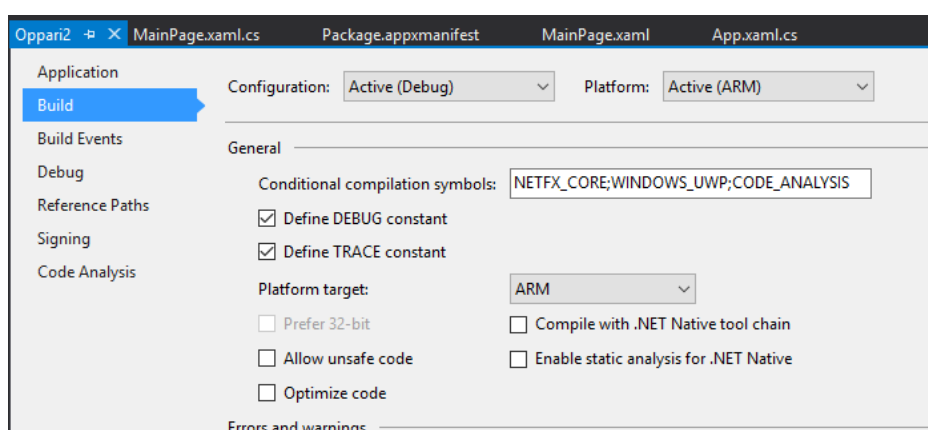 Oppari2 MainPage.xaml.cs Package.appxmanifest MainPage.xaml App.xaml.cs
Application
Build
Build Events
Debug
Reference Paths
Signing
Code Analysis
Configuration: Active (Debug) Platform: Active (ARM)
General
Conditional compilation symbols: NETFX_CORE;WINDOWS_UWP;CODE_ANALYSIS
Define DEBUG constant
Define TRACE constant
Platform target: ARM
Prefer 32-bit Compile with .NET Native tool chain
Allow unsafe code Enable static analysis for .NET Native
Optimize code
Errors and warnings